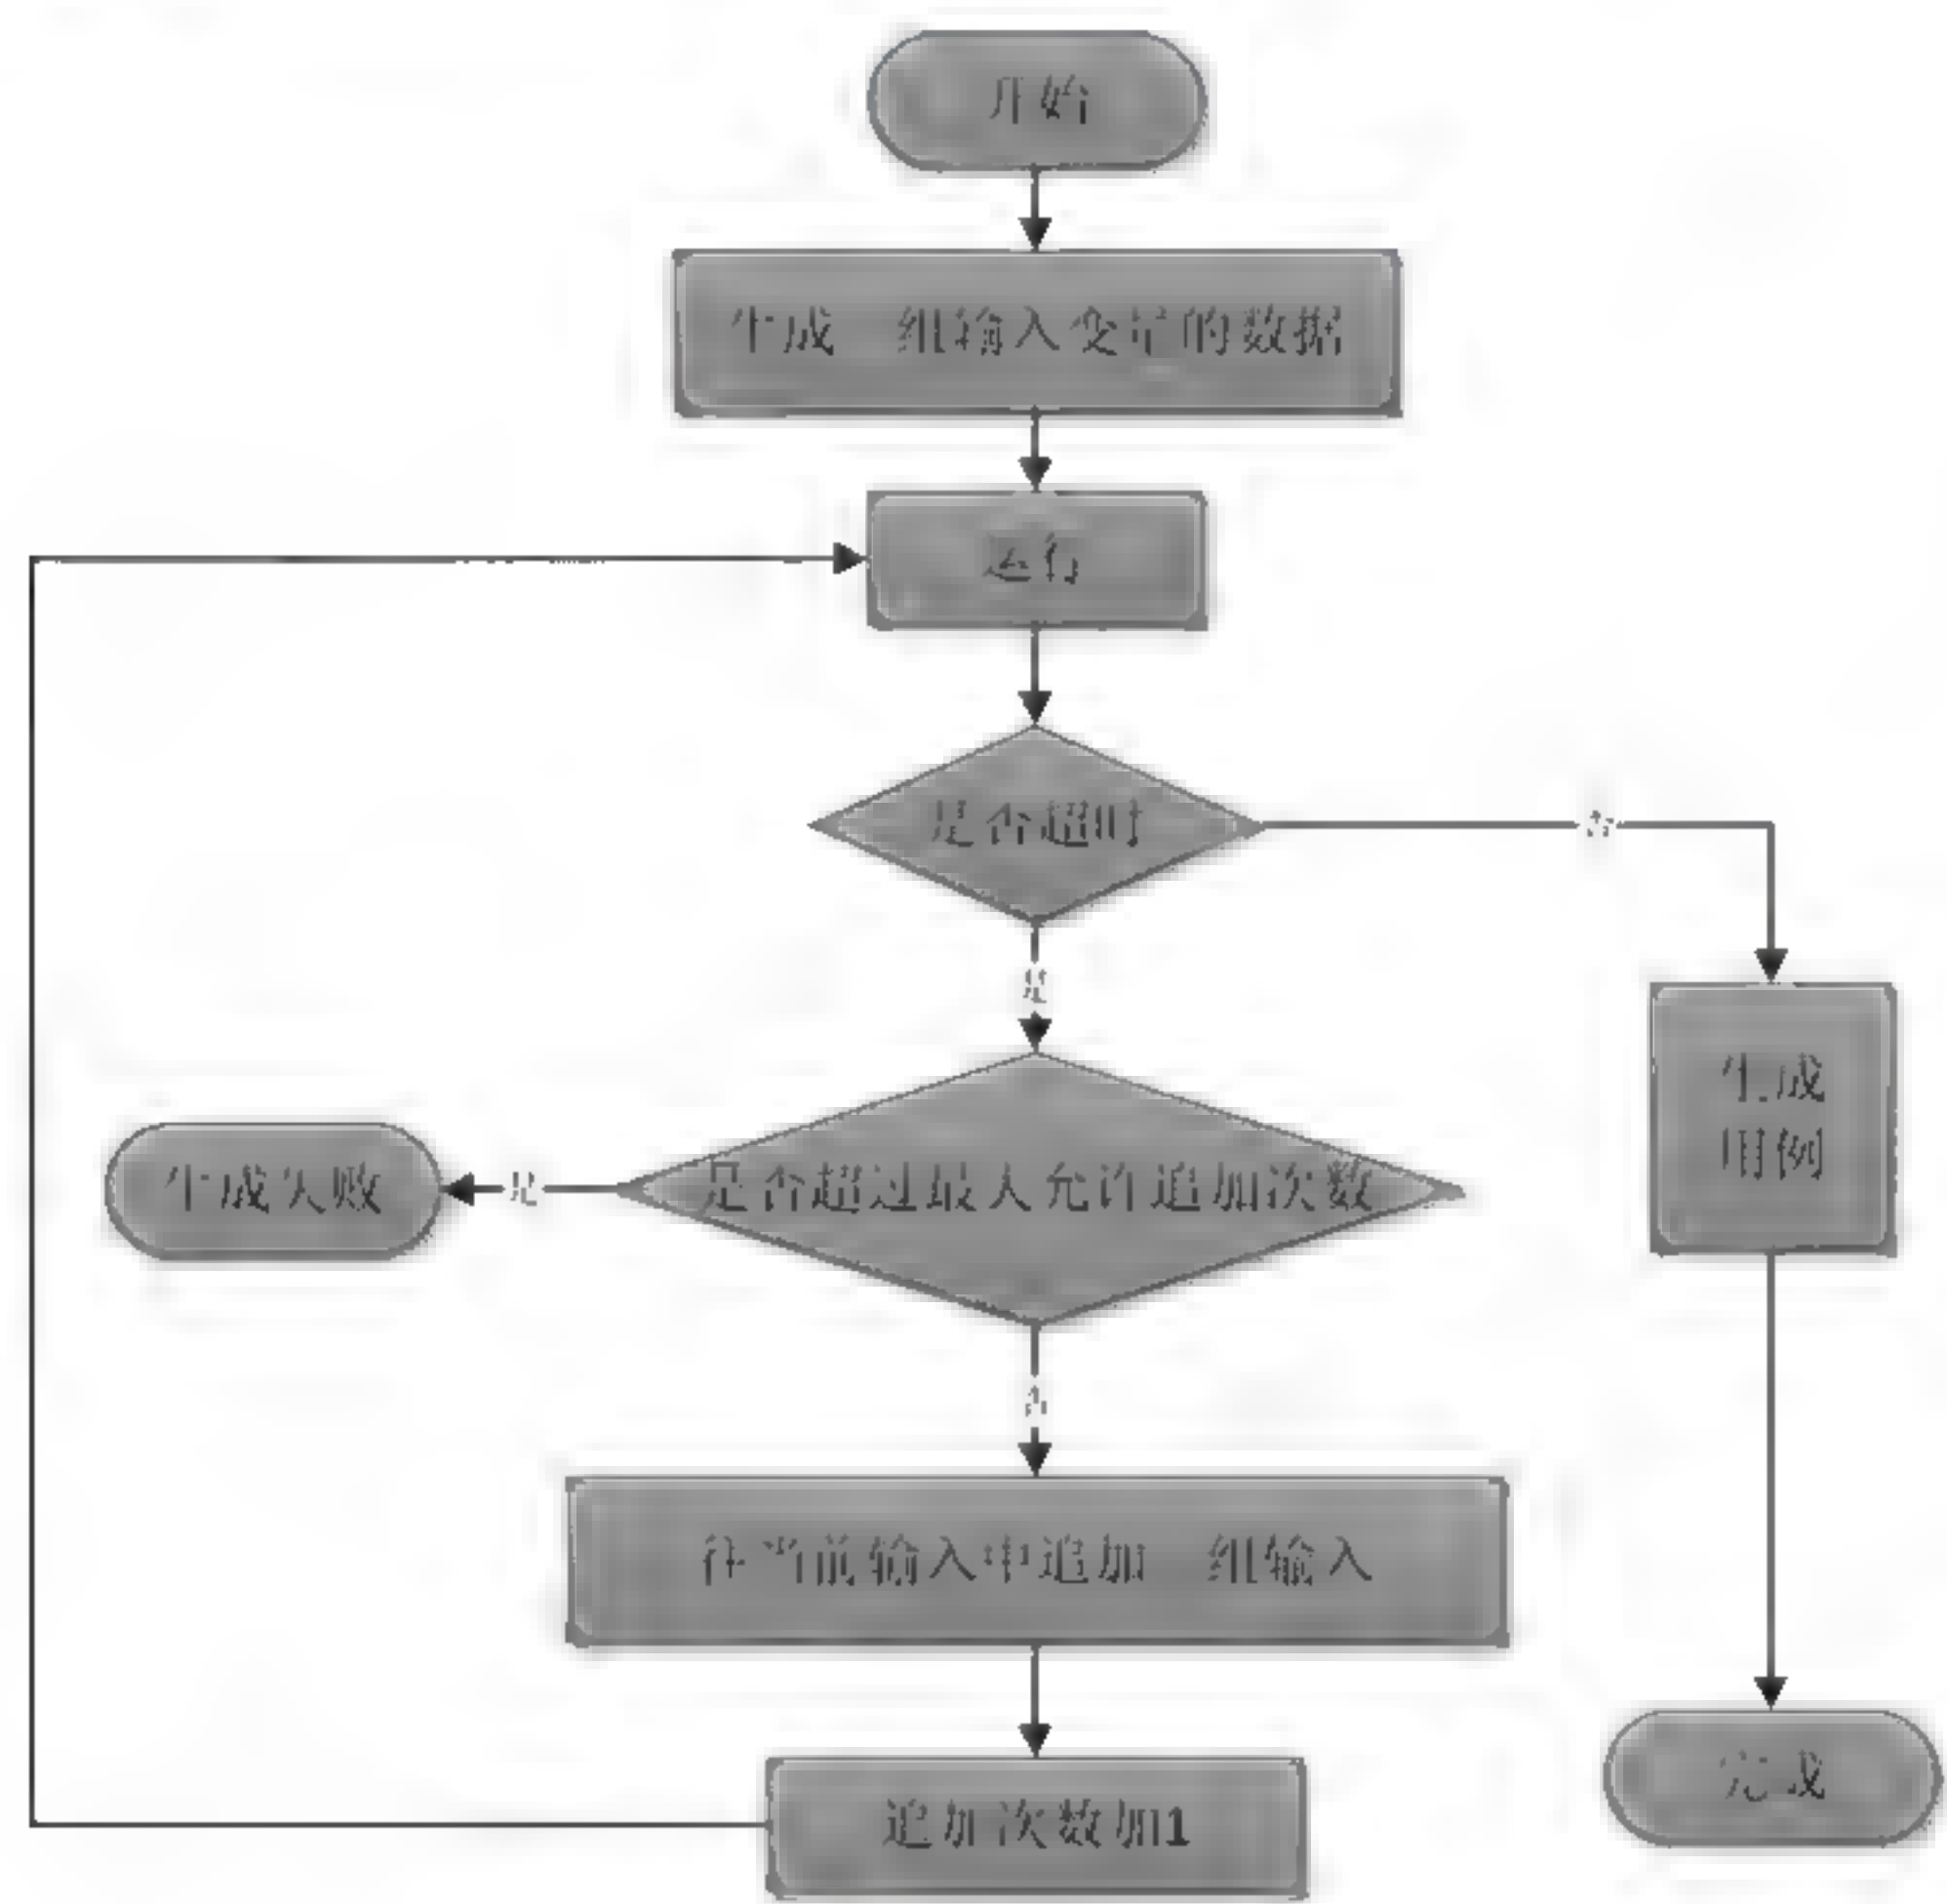 开始
生成一组输入变量的数据
运行
是否超时
否
是
生成
用例
生成失败
是
是否超过最大允许追加次数
否
往当前输入中追加一组输入
追加次数加1
完成